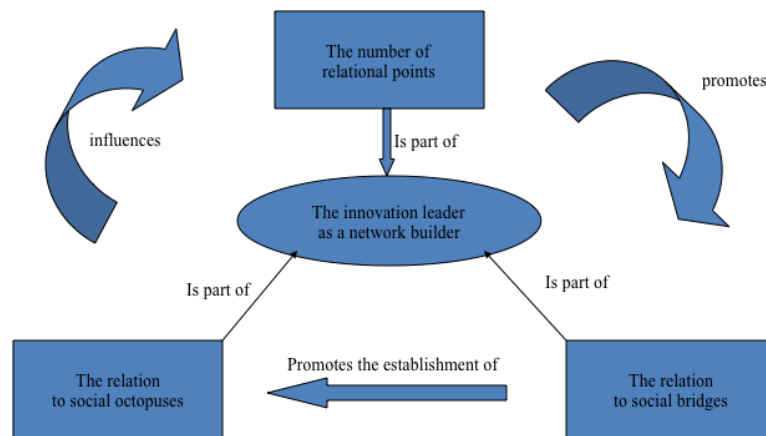 The number of
relational points
promotes
influences
Is part of
The innovation leader
as a network builder
Is part of
Is part of
Promotes the establishment of
The relation
to social octopuses
The relation
to social bridges